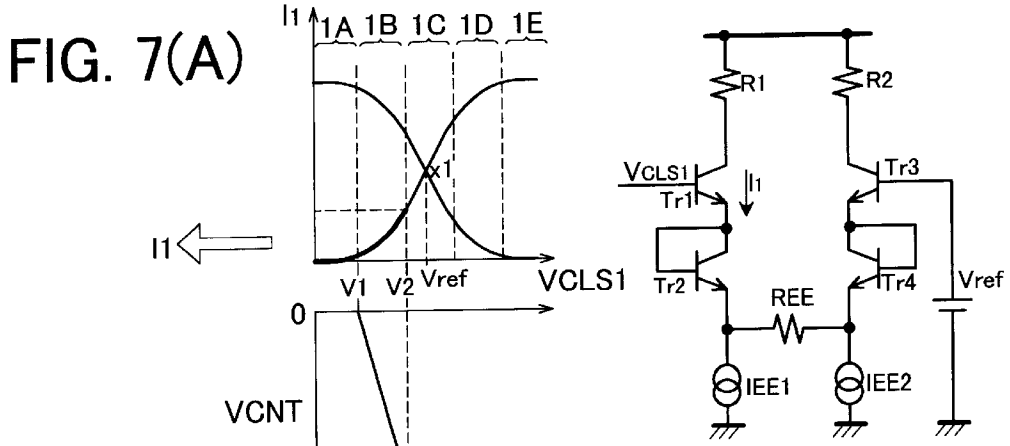 FIG. 7(A)
I1 1A 1B 1C 1D 1E
x1
I1
V1 V2 Vref VCLS1
0
VCNT
R1 R2
VCLS1 Tr1 I1 Tr3
Tr2 Tr4 Vref
REE
IEE1 IEE2